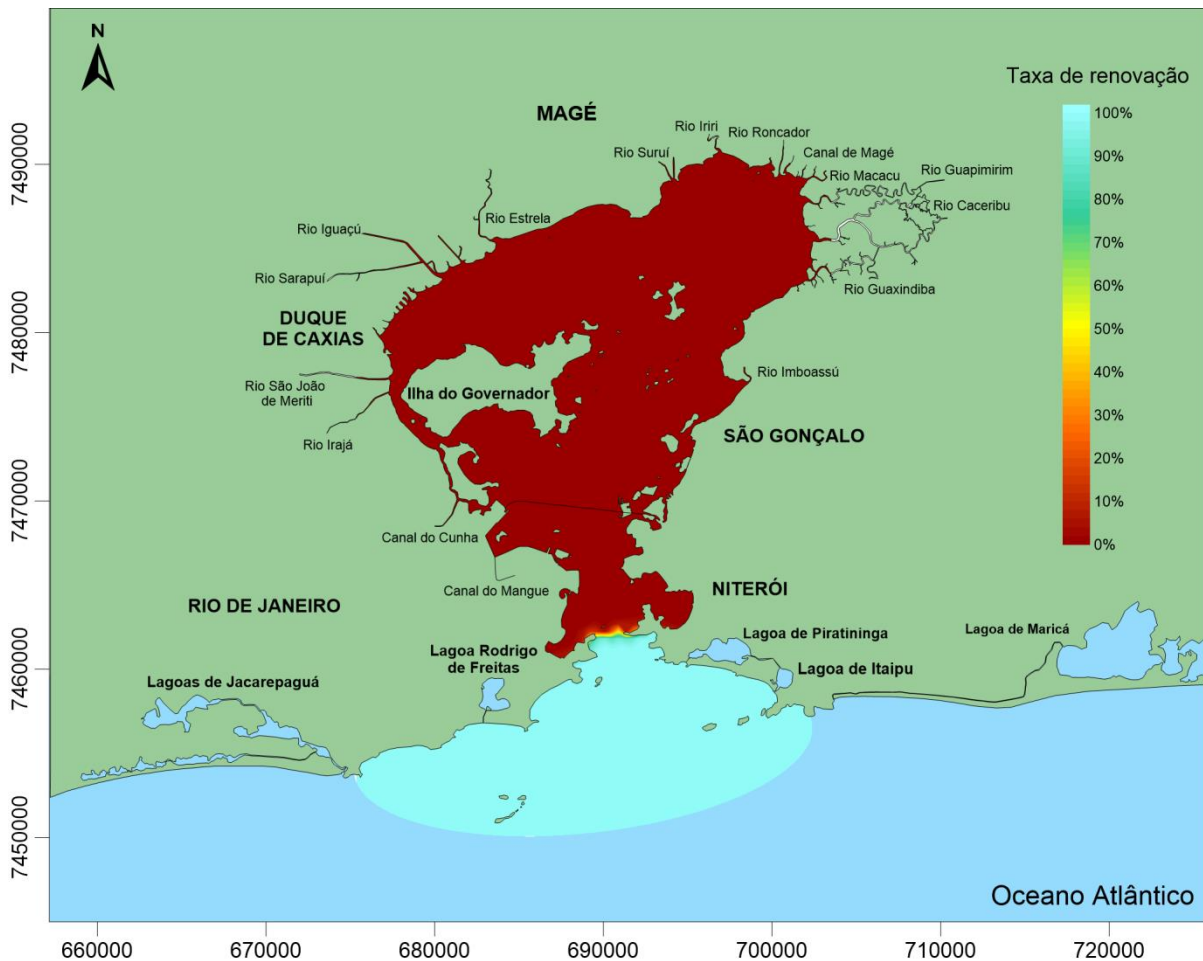 N
Taxa de renovação
100%
90%
80%
70%
60%
50%
40%
30%
20%
10%
0%
MAGÉ
Rio Iriri
Rio Roncador
Rio Suruí
Canal de Magé
Rio Macacu
Rio Guapimirim
Rio Caceribu
Rio Estrela
Rio Iguaçú
Rio Sarapuí
Rio Guaxindiba
DUQUE
DE CAXIAS
Rio São João
de Meriti
Ilha do Governador
Rio Imboassú
Rio Irajá
SÃO GONÇALO
Canal do Cunha
Canal do Mangue
NITERÓI
RIO DE JANEIRO
Lagoa Rodrigo
de Freitas
Lagoa de Piratininga
Lagoa de Itaipu
Lagoa de Maricá
Lagoas de Jacarepaguá
Oceano Atlântico
7490000
7480000
7470000
7460000
7450000
660000
670000
680000
690000
700000
710000
720000